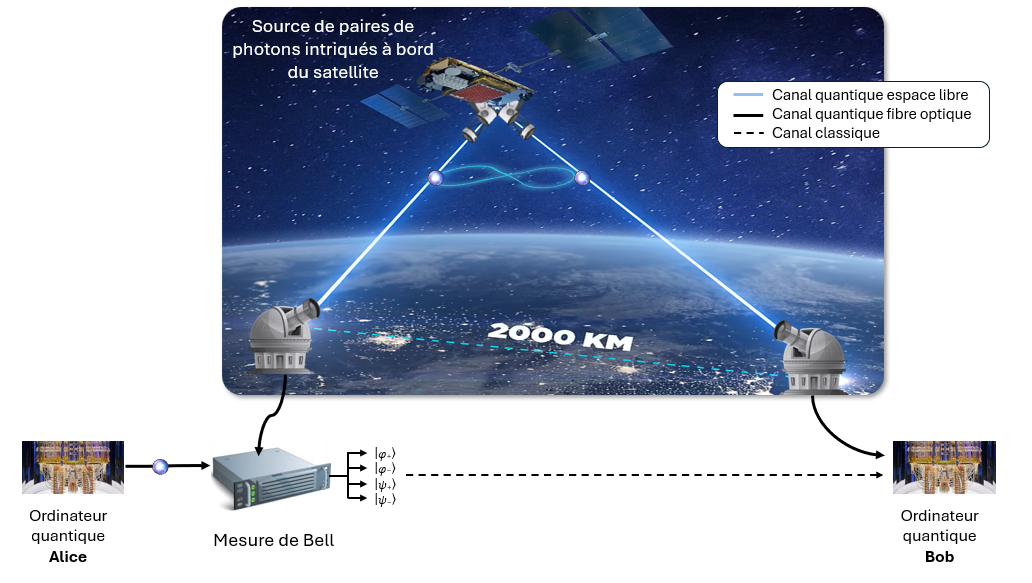 Source de paires de
photons intriqués à bord
du satellite
Canal quantique espace libre
Canal quantique fibre optique
Canal classique
2000 KM
|φ₊⟩
|φ₋⟩
|ψ₊⟩
|ψ₋⟩
Ordinateur
quantique
Alice
Mesure de Bell
Ordinateur
quantique
Bob